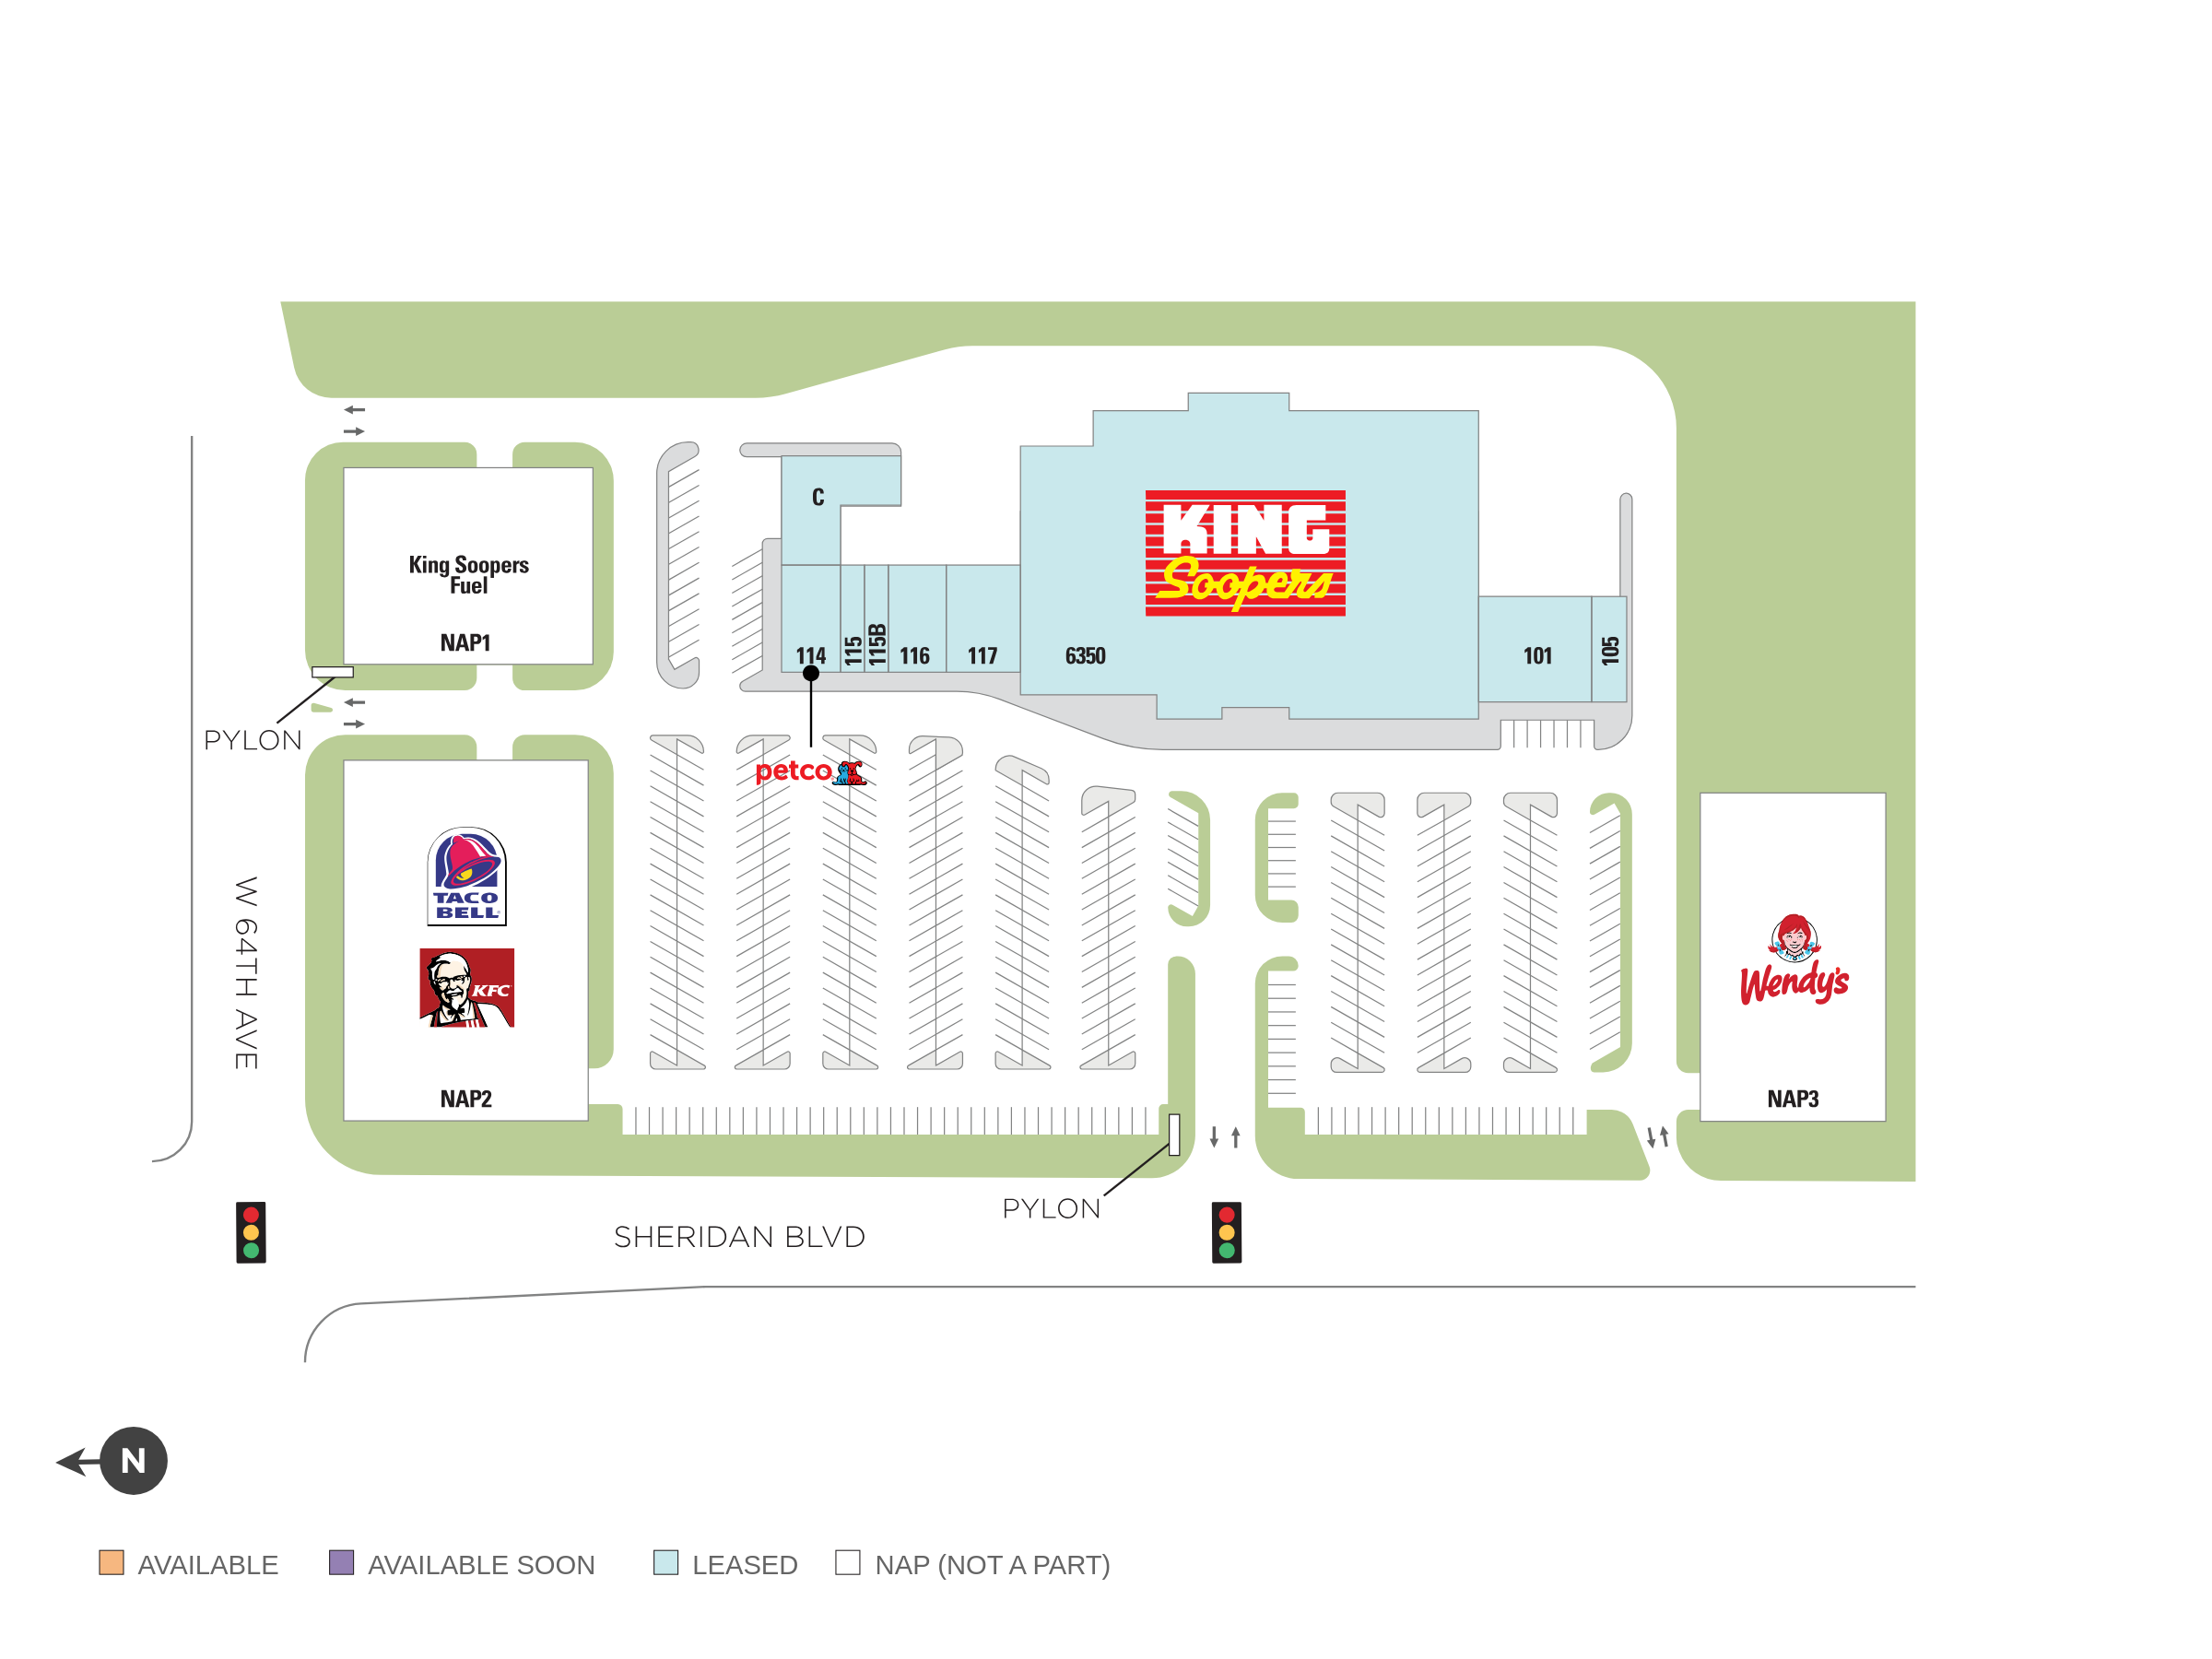 KING
Soopers
C
King Soopers
Fuel
NAP1
114
115
115B
116
117
6350
101
105
PYLON
petco
TACO
BELL
KFC
NAP2
W 64TH AVE
Wendy's
NAP3
PYLON
SHERIDAN BLVD
N
AVAILABLE
AVAILABLE SOON
LEASED
NAP (NOT A PART)